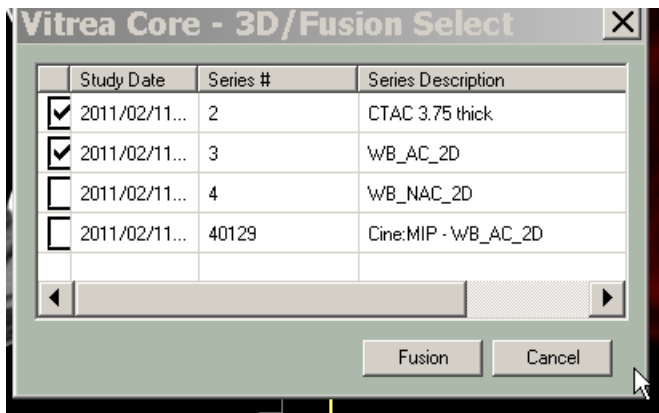 Vitrea Core - 3D/Fusion Select
Study Date Series # Series Description
2011/02/11... 2 CTAC 3.75 thick
2011/02/11... 3 WB_AC_2D
2011/02/11... 4 WB_NAC_2D
2011/02/11... 40129 Cine:MIP - WB_AC_2D
Fusion Cancel